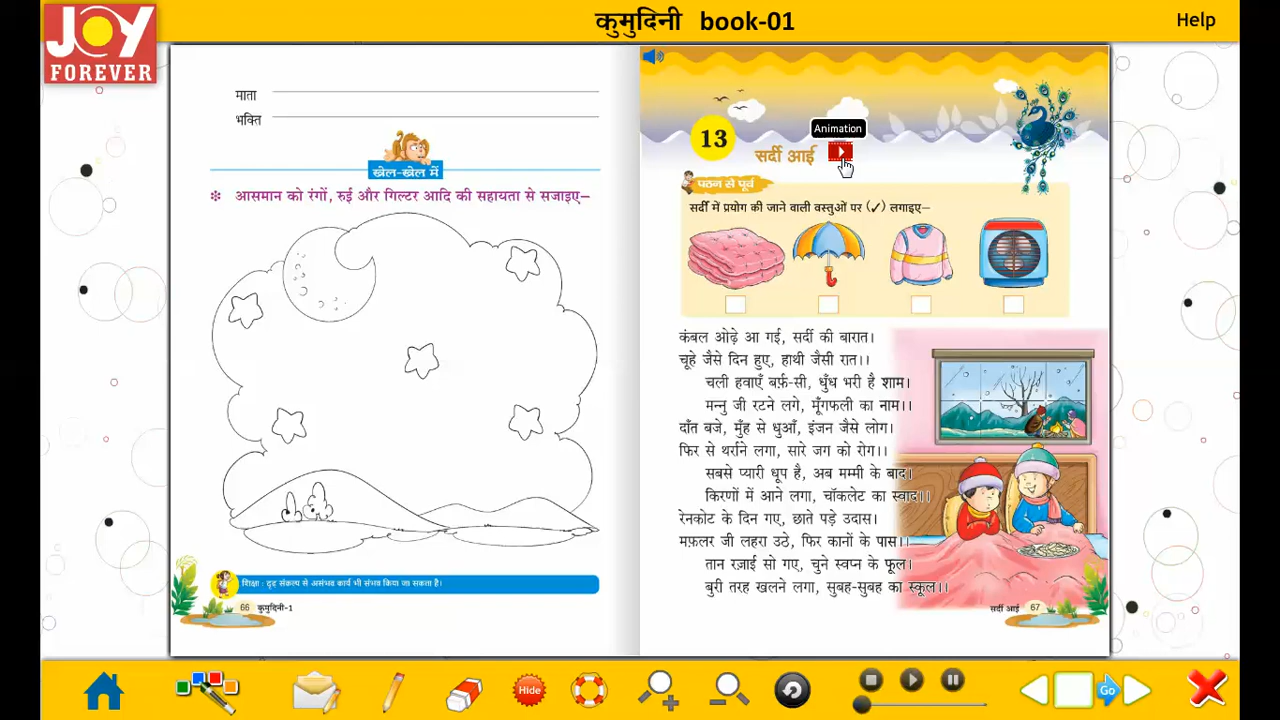 कुमुदिनी book-01
Help
JOY
FOREVER
माता
भक्ति
खेल-खेल में
❉ आसमान को रंगों, रुई और गिल्टर आदि की सहायता से सजाइए–
शिक्षा : दृढ़ संकल्प से असंभव कार्य भी संभव किया जा सकता है।
66 कुमुदिनी-1
13
Animation
सर्दी आई
पठन से पूर्व
सर्दी में प्रयोग की जाने वाली वस्तुओं पर (✓) लगाइए–
कंबल ओढ़े आ गई, सर्दी की बारात।
चूहे जैसे दिन हुए, हाथी जैसी रात।।
चली हवाएँ बर्फ़-सी, धुँध भरी है शाम।
मन्नु जी रटने लगे, मूँगफली का नाम।।
दाँत बजे, मुँह से धुआँ, इंजन जैसे लोग।
फिर से थर्राने लगा, सारे जग को रोग।।
सबसे प्यारी धूप है, अब मम्मी के बाद।
किरणों में आने लगा, चॉकलेट का स्वाद।।
रेनकोट के दिन गए, छाते पड़े उदास।
मफ़लर जी लहरा उठे, फिर कानों के पास।।
तान रज़ाई सो गए, चुने स्वप्न के फूल।
बुरी तरह खलने लगा, सुबह-सुबह का स्कूल।।
सर्दी आई 67
Hide
Go